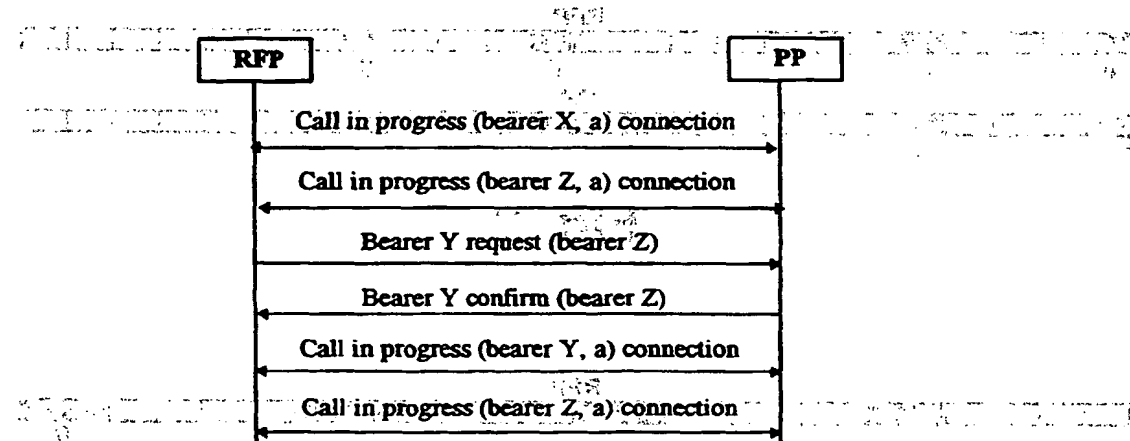 RFP PP
Call in progress (bearer X, a) connection
Call in progress (bearer Z, a) connection
Bearer Y request (bearer Z)
Bearer Y confirm (bearer Z)
Call in progress (bearer Y, a) connection
Call in progress (bearer Z, a) connection